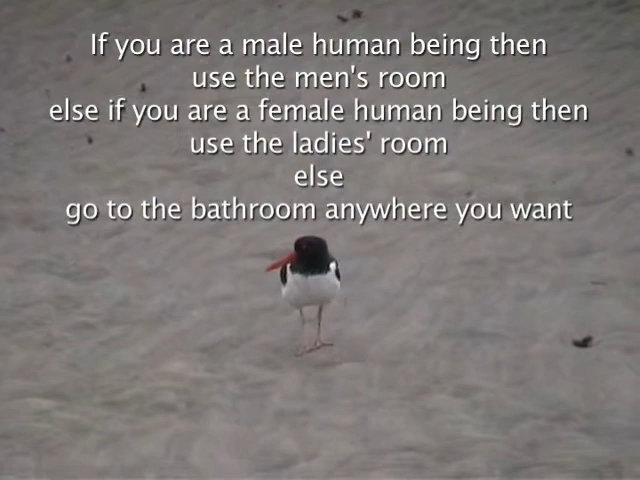 If you are a male human being then
use the men's room
else if you are a female human being then
use the ladies' room
else
go to the bathroom anywhere you want